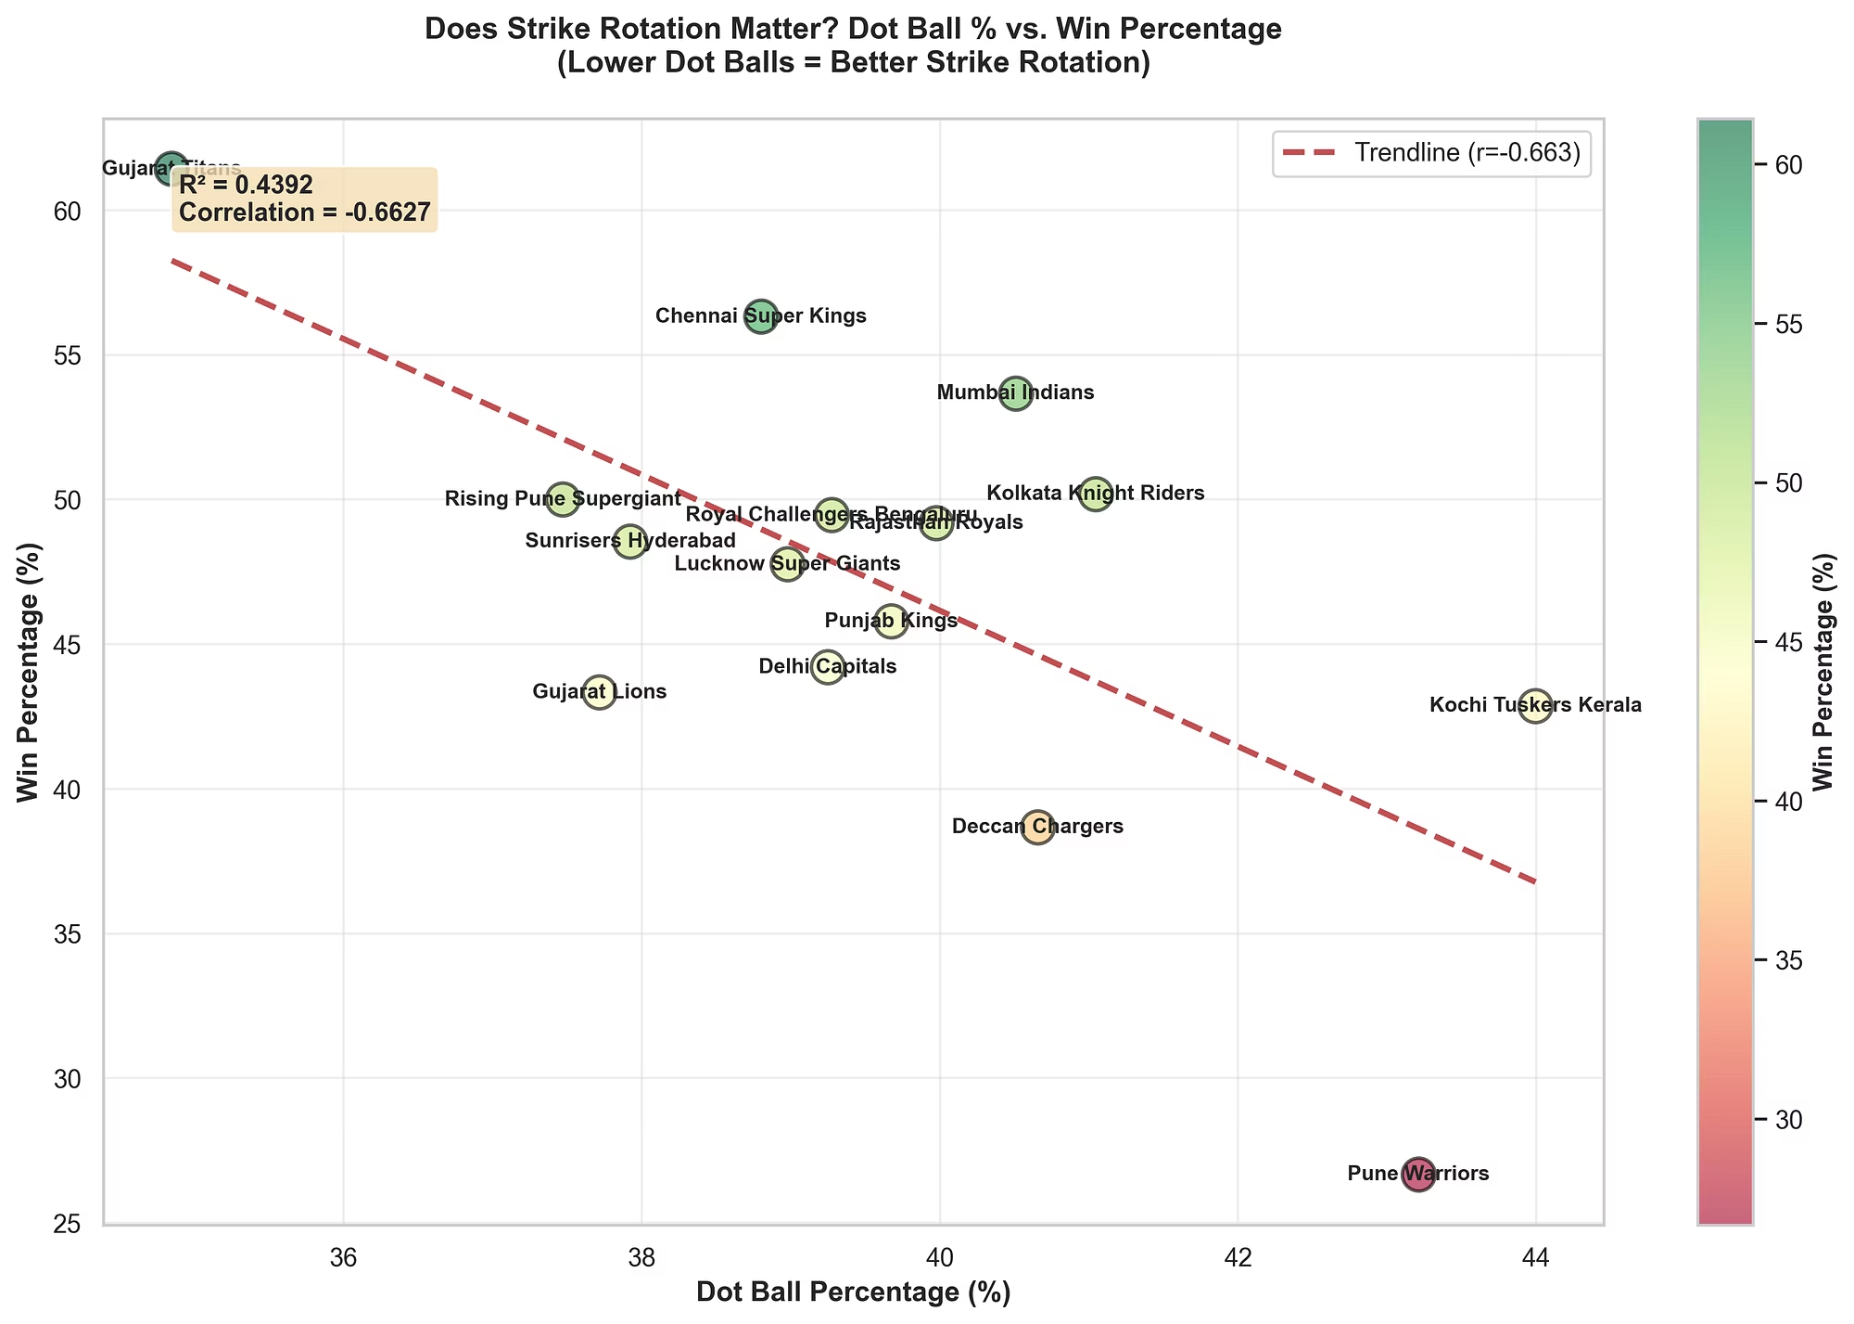 Does Strike Rotation Matter? Dot Ball % vs. Win Percentage
(Lower Dot Balls = Better Strike Rotation)
Trendline (r=-0.663)
Gujarat Titans
R² = 0.4392
Correlation = -0.6627
Chennai Super Kings
Mumbai Indians
Kolkata Knight Riders
Rising Pune Supergiant
Royal Challengers Bengaluru
Rajasthan Royals
Sunrisers Hyderabad
Lucknow Super Giants
Punjab Kings
Delhi Capitals
Gujarat Lions
Kochi Tuskers Kerala
Deccan Chargers
Pune Warriors
60
55
50
45
40
35
30
25
Win Percentage (%)
36
38
40
42
44
Dot Ball Percentage (%)
60
55
50
45
40
35
30
Win Percentage (%)